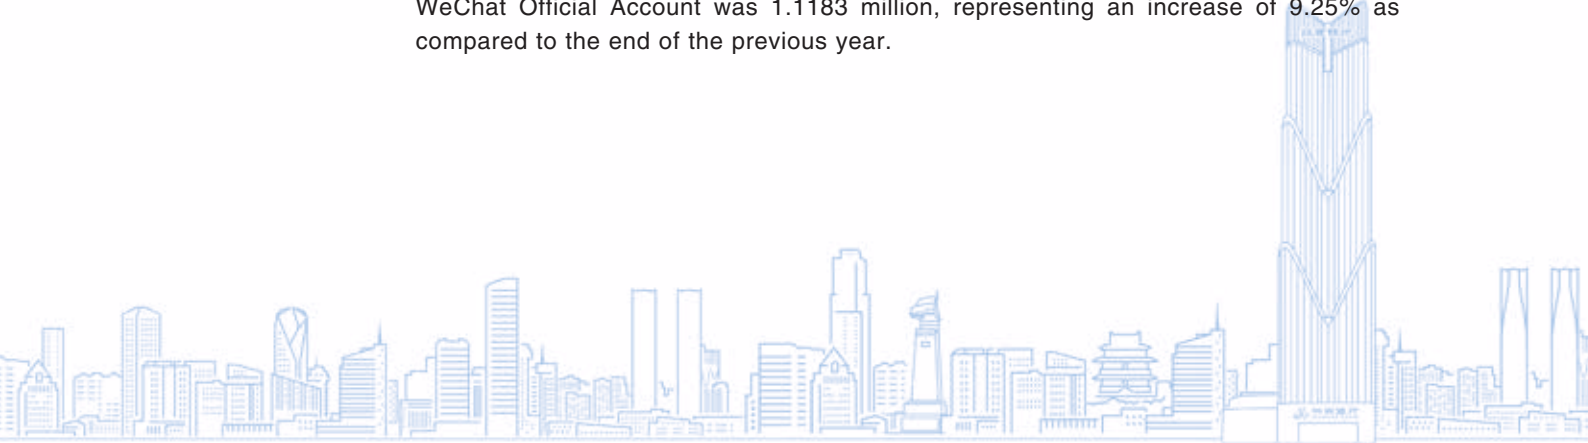 WeChat Official Account was 1.1183 million, representing an increase of 9.25% as
compared to the end of the previous year.